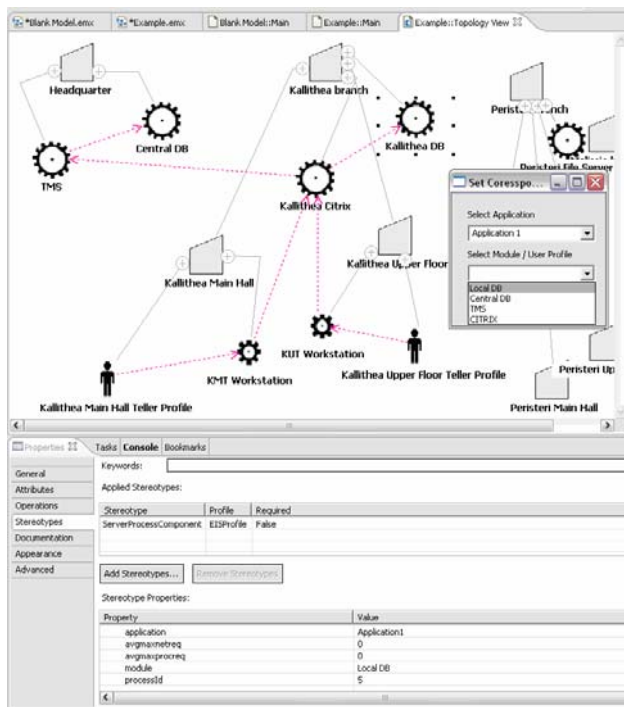 *Blank Model.emx *Example.emx Blank Model::Main Example::Main Example::Topology View
Headquarter
Central DB
TMS
Kallithea branch
Kallithea DB
Kallithea Citrix
Kallithea Main Hall
Kallithea Upper Floor
KUT Workstation
KMT Workstation
Kallithea Upper Floor Teller Profile
Kallithea Main Hall Teller Profile
Peristeri File Server
Peristeri Main Hall
Set Coresspo...
Select Application
Application 1
Select Module / User Profile
Local DB
Central DB
TMS
CITRIX
Properties Tasks Console Bookmarks
General
Attributes
Operations
Stereotypes
Documentation
Appearance
Advanced
Keywords:
Applied Stereotypes:
Stereotype Profile Required
ServerProcessComponent EISProfile False
Add Stereotypes... Remove Stereotypes
Stereotype Properties:
Property Value
application Application1
avgmaxnetreq 0
avgmaxprocreq 0
module Local DB
processId 5